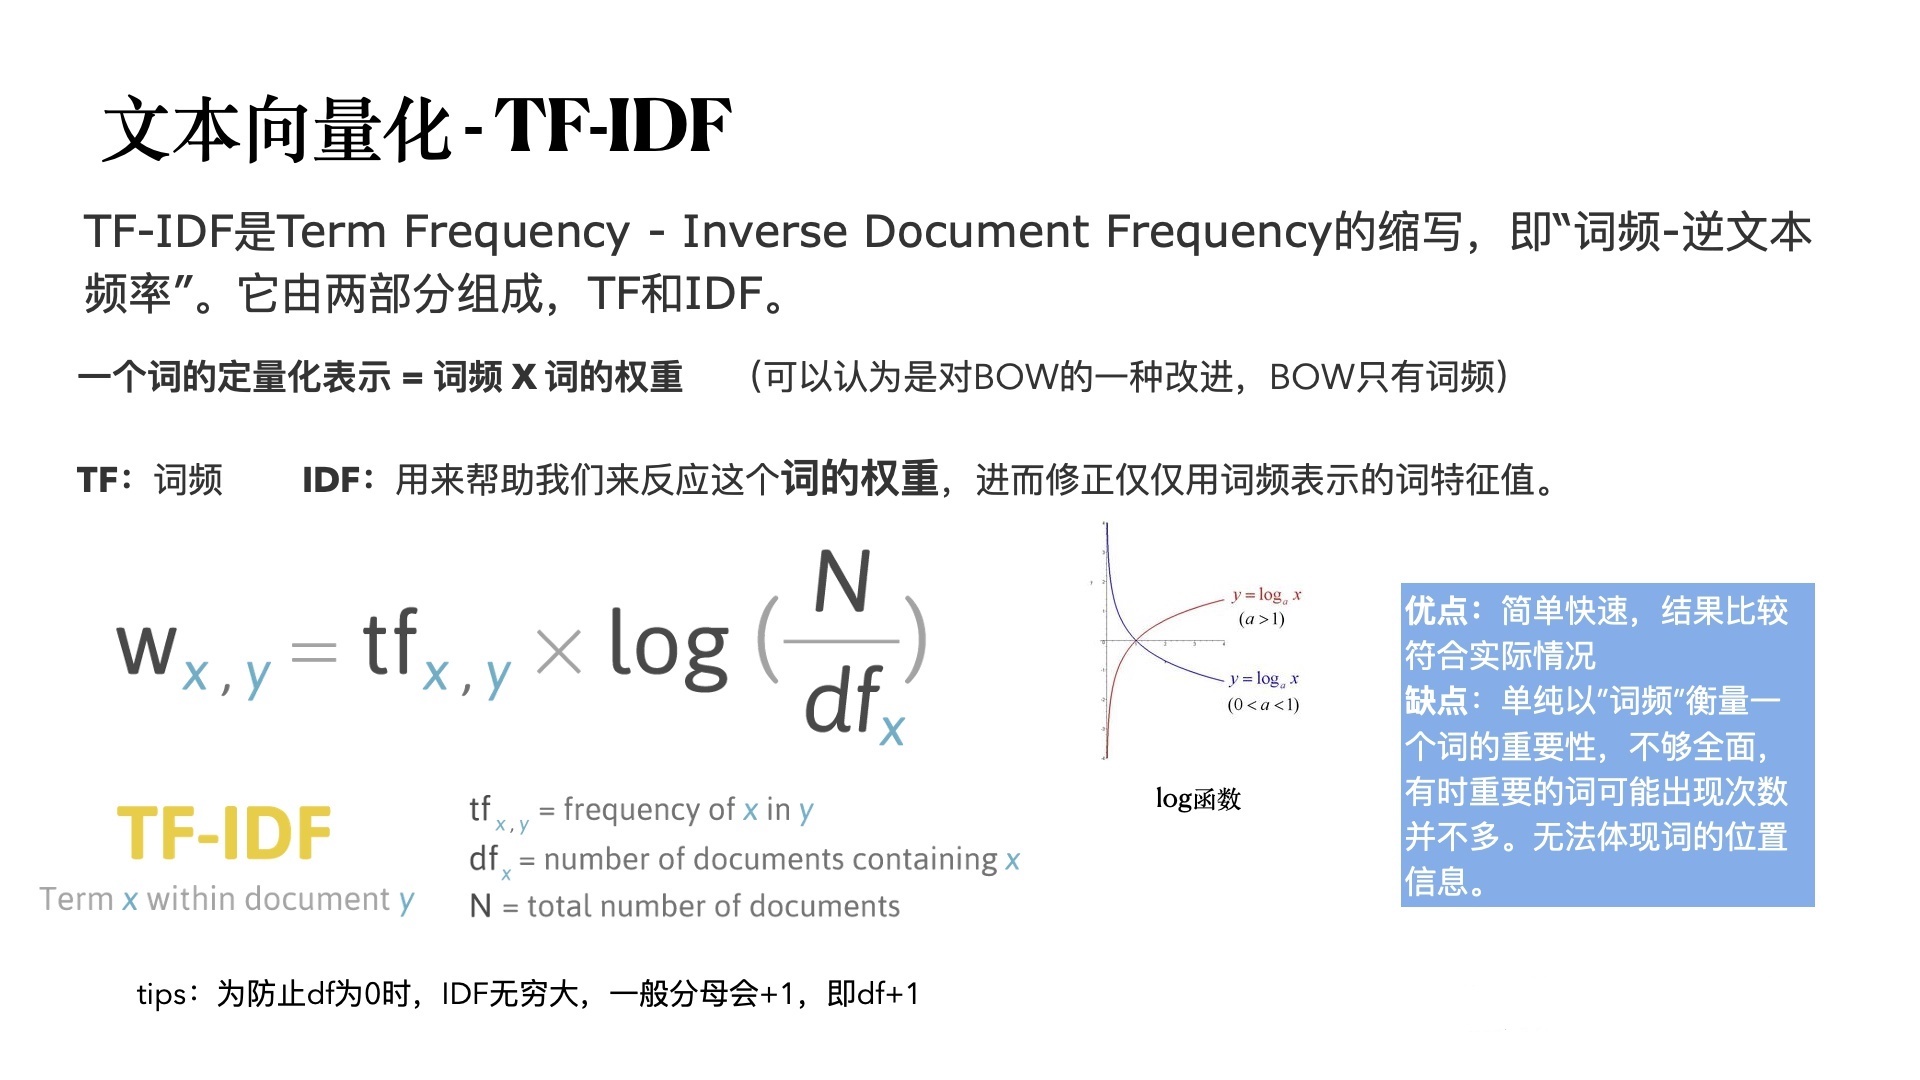 文本向量化 - TF-IDF
TF-IDF是Term Frequency - Inverse Document Frequency的缩写，即“词频-逆文本
频率”。它由两部分组成，TF和IDF。
一个词的定量化表示 = 词频 X 词的权重 （可以认为是对BOW的一种改进，BOW只有词频）
TF：词频 IDF：用来帮助我们来反应这个词的权重，进而修正仅仅用词频表示的词特征值。
w x , y = tf x , y × log ( N / df x )
TF-IDF
Term x within document y
tf x , y = frequency of x in y
df x = number of documents containing x
N = total number of documents
y = log a x
(a > 1)
y = log a x
(0 < a < 1)
log函数
优点：简单快速，结果比较
符合实际情况
缺点：单纯以”词频”衡量一
个词的重要性，不够全面，
有时重要的词可能出现次数
并不多。无法体现词的位置
信息。
tips：为防止df为0时，IDF无穷大，一般分母会+1，即df+1